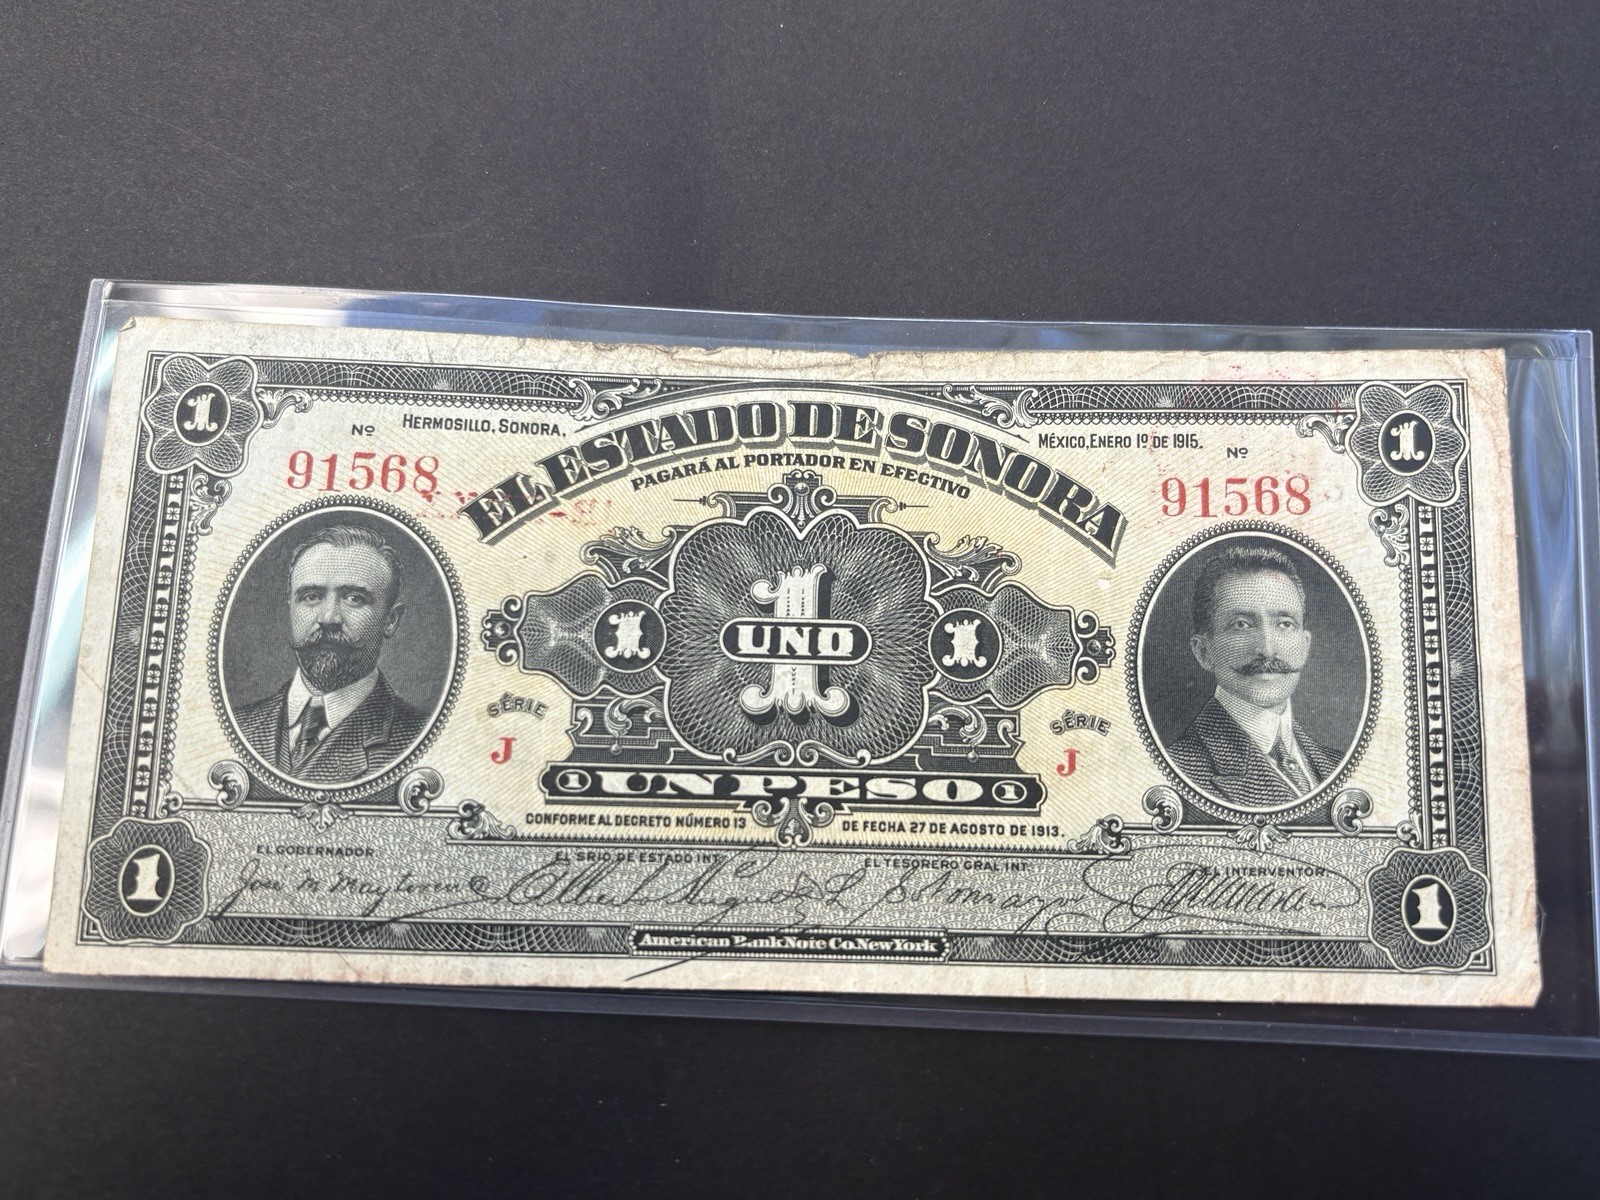 1
1
Nº HERMOSILLO, SONORA,
EL ESTADO DE SONORA
MÉXICO, ENERO 1º DE 1915. Nº
PAGARÁ AL PORTADOR EN EFECTIVO
91568
91568
1
1 UNO 1
SÉRIE
SÉRIE
J
J
1 UN PESO 1
CONFORME AL DECRETO NÚMERO 13 DE FECHA 27 DE AGOSTO DE 1913.
EL GOBERNADOR
EL SRIO. DE ESTADO INT.
EL TESORERO GRAL. INT.
EL INTERVENTOR
1
José M Maytorena
1
American Bank Note Co. New York